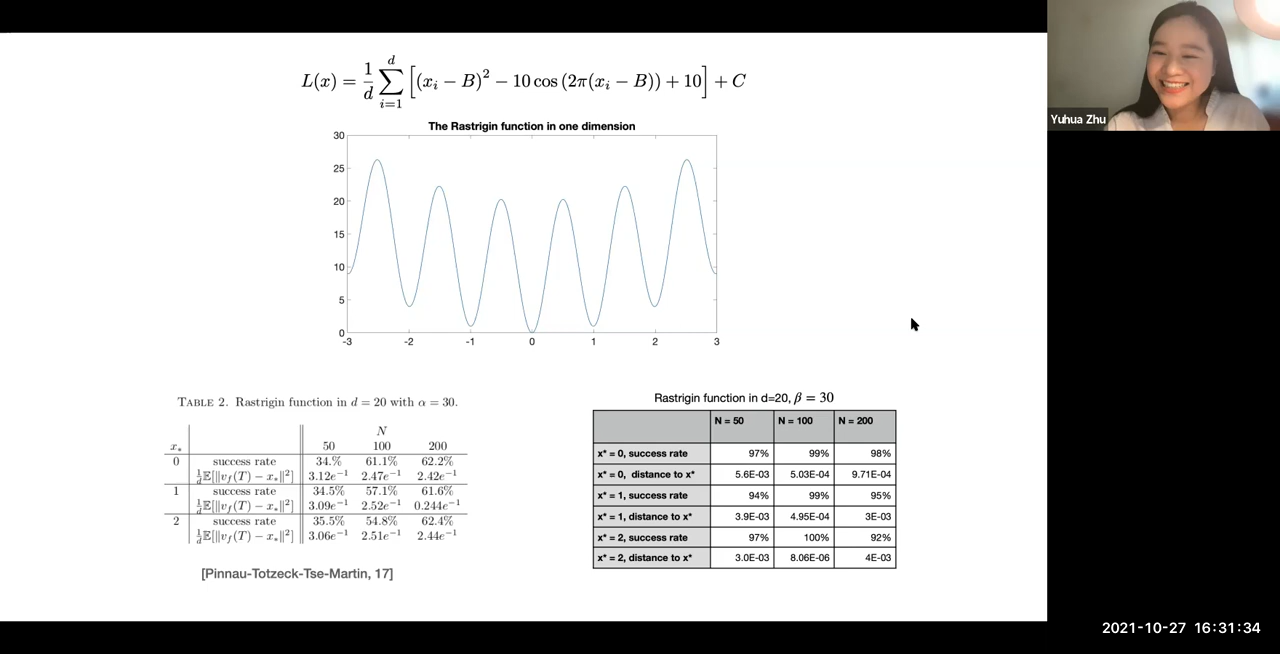 L(x) = \frac{1}{d} \sum_{i=1}^{d} [(x_i − B)^2 − 10 cos (2π(x_i − B)) + 10] + C
The Rastrigin function in one dimension
30
25
20
15
10
5
0
-3 -2 -1 0 1 2 3
TABLE 2. Rastrigin function in d = 20 with α = 30.
N
x_* 50 100 200
0 success rate 34.% 61.1% 62.2%
\frac{1}{d}𝔼[‖v_f(T) − x_*‖^2] 3.12e^{−1} 2.47e^{−1} 2.42e^{−1}
1 success rate 34.5% 57.1% 61.6%
\frac{1}{d}𝔼[‖v_f(T) − x_*‖^2] 3.09e^{−1} 2.52e^{−1} 0.244e^{−1}
2 success rate 35.5% 54.8% 62.4%
\frac{1}{d}𝔼[‖v_f(T) − x_*‖^2] 3.06e^{−1} 2.51e^{−1} 2.44e^{−1}
[Pinnau-Totzeck-Tse-Martin, 17]
Rastrigin function in d=20, β = 30
N = 50 N = 100 N = 200
x* = 0, success rate 97% 99% 98%
x* = 0, distance to x* 5.6E-03 5.03E-04 9.71E-04
x* = 1, success rate 94% 99% 95%
x* = 1, distance to x* 3.9E-03 4.95E-04 3E-03
x* = 2, success rate 97% 100% 92%
x* = 2, distance to x* 3.0E-03 8.06E-06 4E-03
Yuhua Zhu
2021-10-27 16:31:34